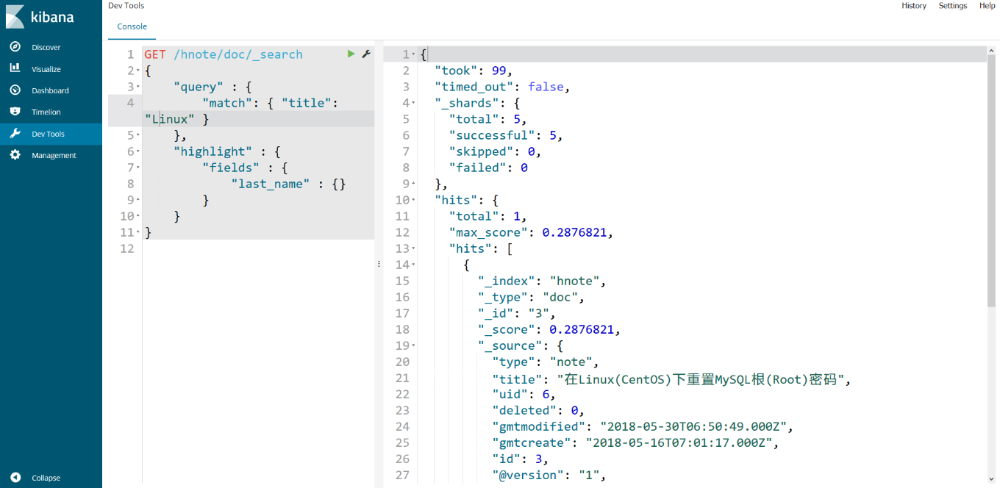 kibana
Discover
Visualize
Dashboard
Timelion
Dev Tools
Management
Collapse
Dev Tools
History Settings Help
Console
1 GET /hnote/doc/_search
2 {
3 "query" : {
4 "match": { "title":
"Linux" }
5 },
6 "highlight" : {
7 "fields" : {
8 "last_name" : {}
9 }
10 }
11 }
12
1 {
2 "took": 99,
3 "timed_out": false,
4 "_shards": {
5 "total": 5,
6 "successful": 5,
7 "skipped": 0,
8 "failed": 0
9 },
10 "hits": {
11 "total": 1,
12 "max_score": 0.2876821,
13 "hits": [
14 {
15 "_index": "hnote",
16 "_type": "doc",
17 "_id": "3",
18 "_score": 0.2876821,
19 "_source": {
20 "type": "note",
21 "title": "在Linux(CentOS)下重置MySQL根(Root)密码",
22 "uid": 6,
23 "deleted": 0,
24 "gmtmodified": "2018-05-30T06:50:49.000Z",
25 "gmtcreate": "2018-05-16T07:01:17.000Z",
26 "id": 3,
27 "@version": "1",